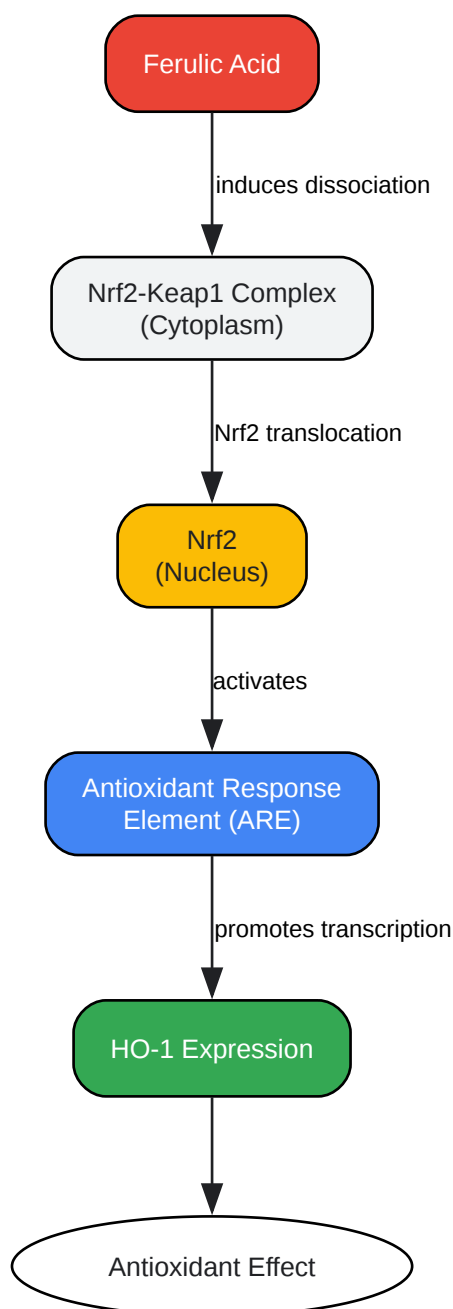 Ferulic Acid
induces dissociation
Nrf2-Keap1 Complex
(Cytoplasm)
Nrf2 translocation
Nrf2
(Nucleus)
activates
Antioxidant Response
Element (ARE)
promotes transcription
HO-1 Expression
Antioxidant Effect